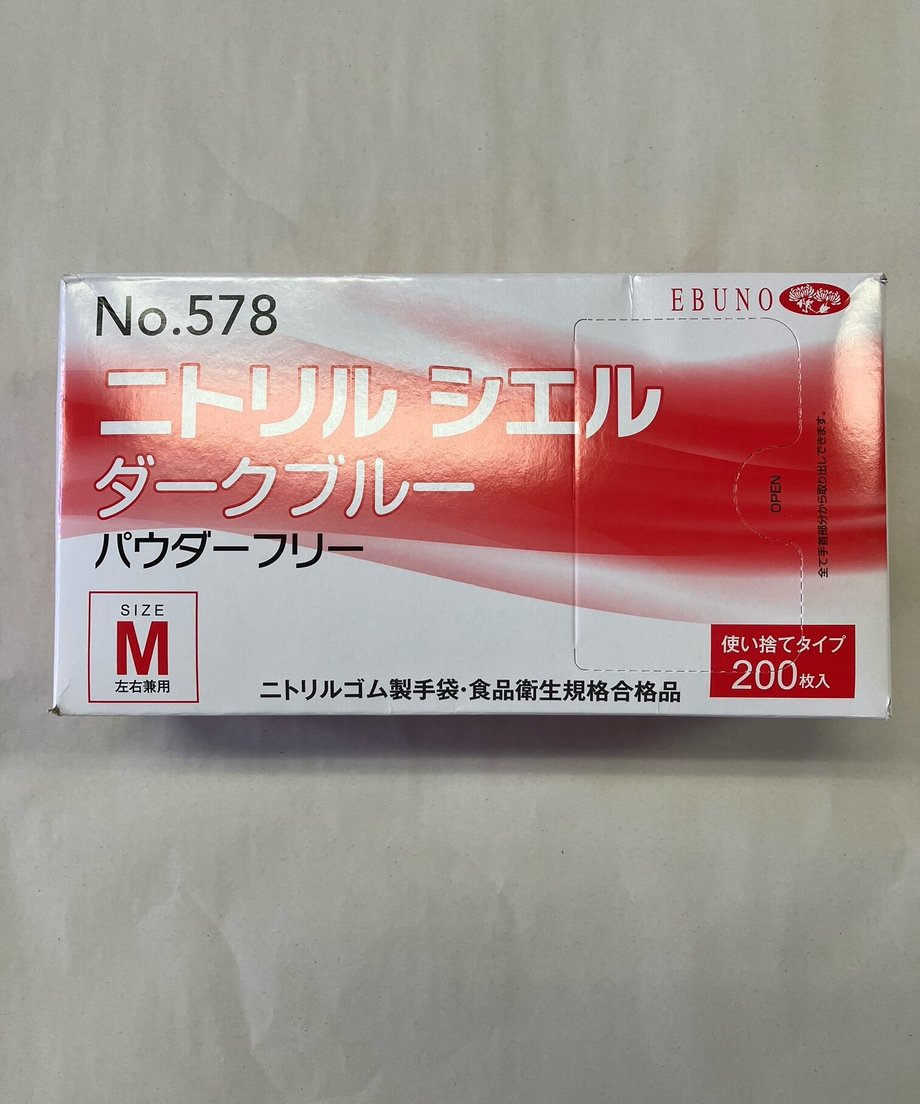 No.578
EBUNO
ニトリル シエル
ダークブルー
パウダーフリー
OPEN
全て手首部分から取り出しできます。
SIZE
M
左右兼用
ニトリルゴム製手袋・食品衛生規格合格品
使い捨てタイプ
200枚入